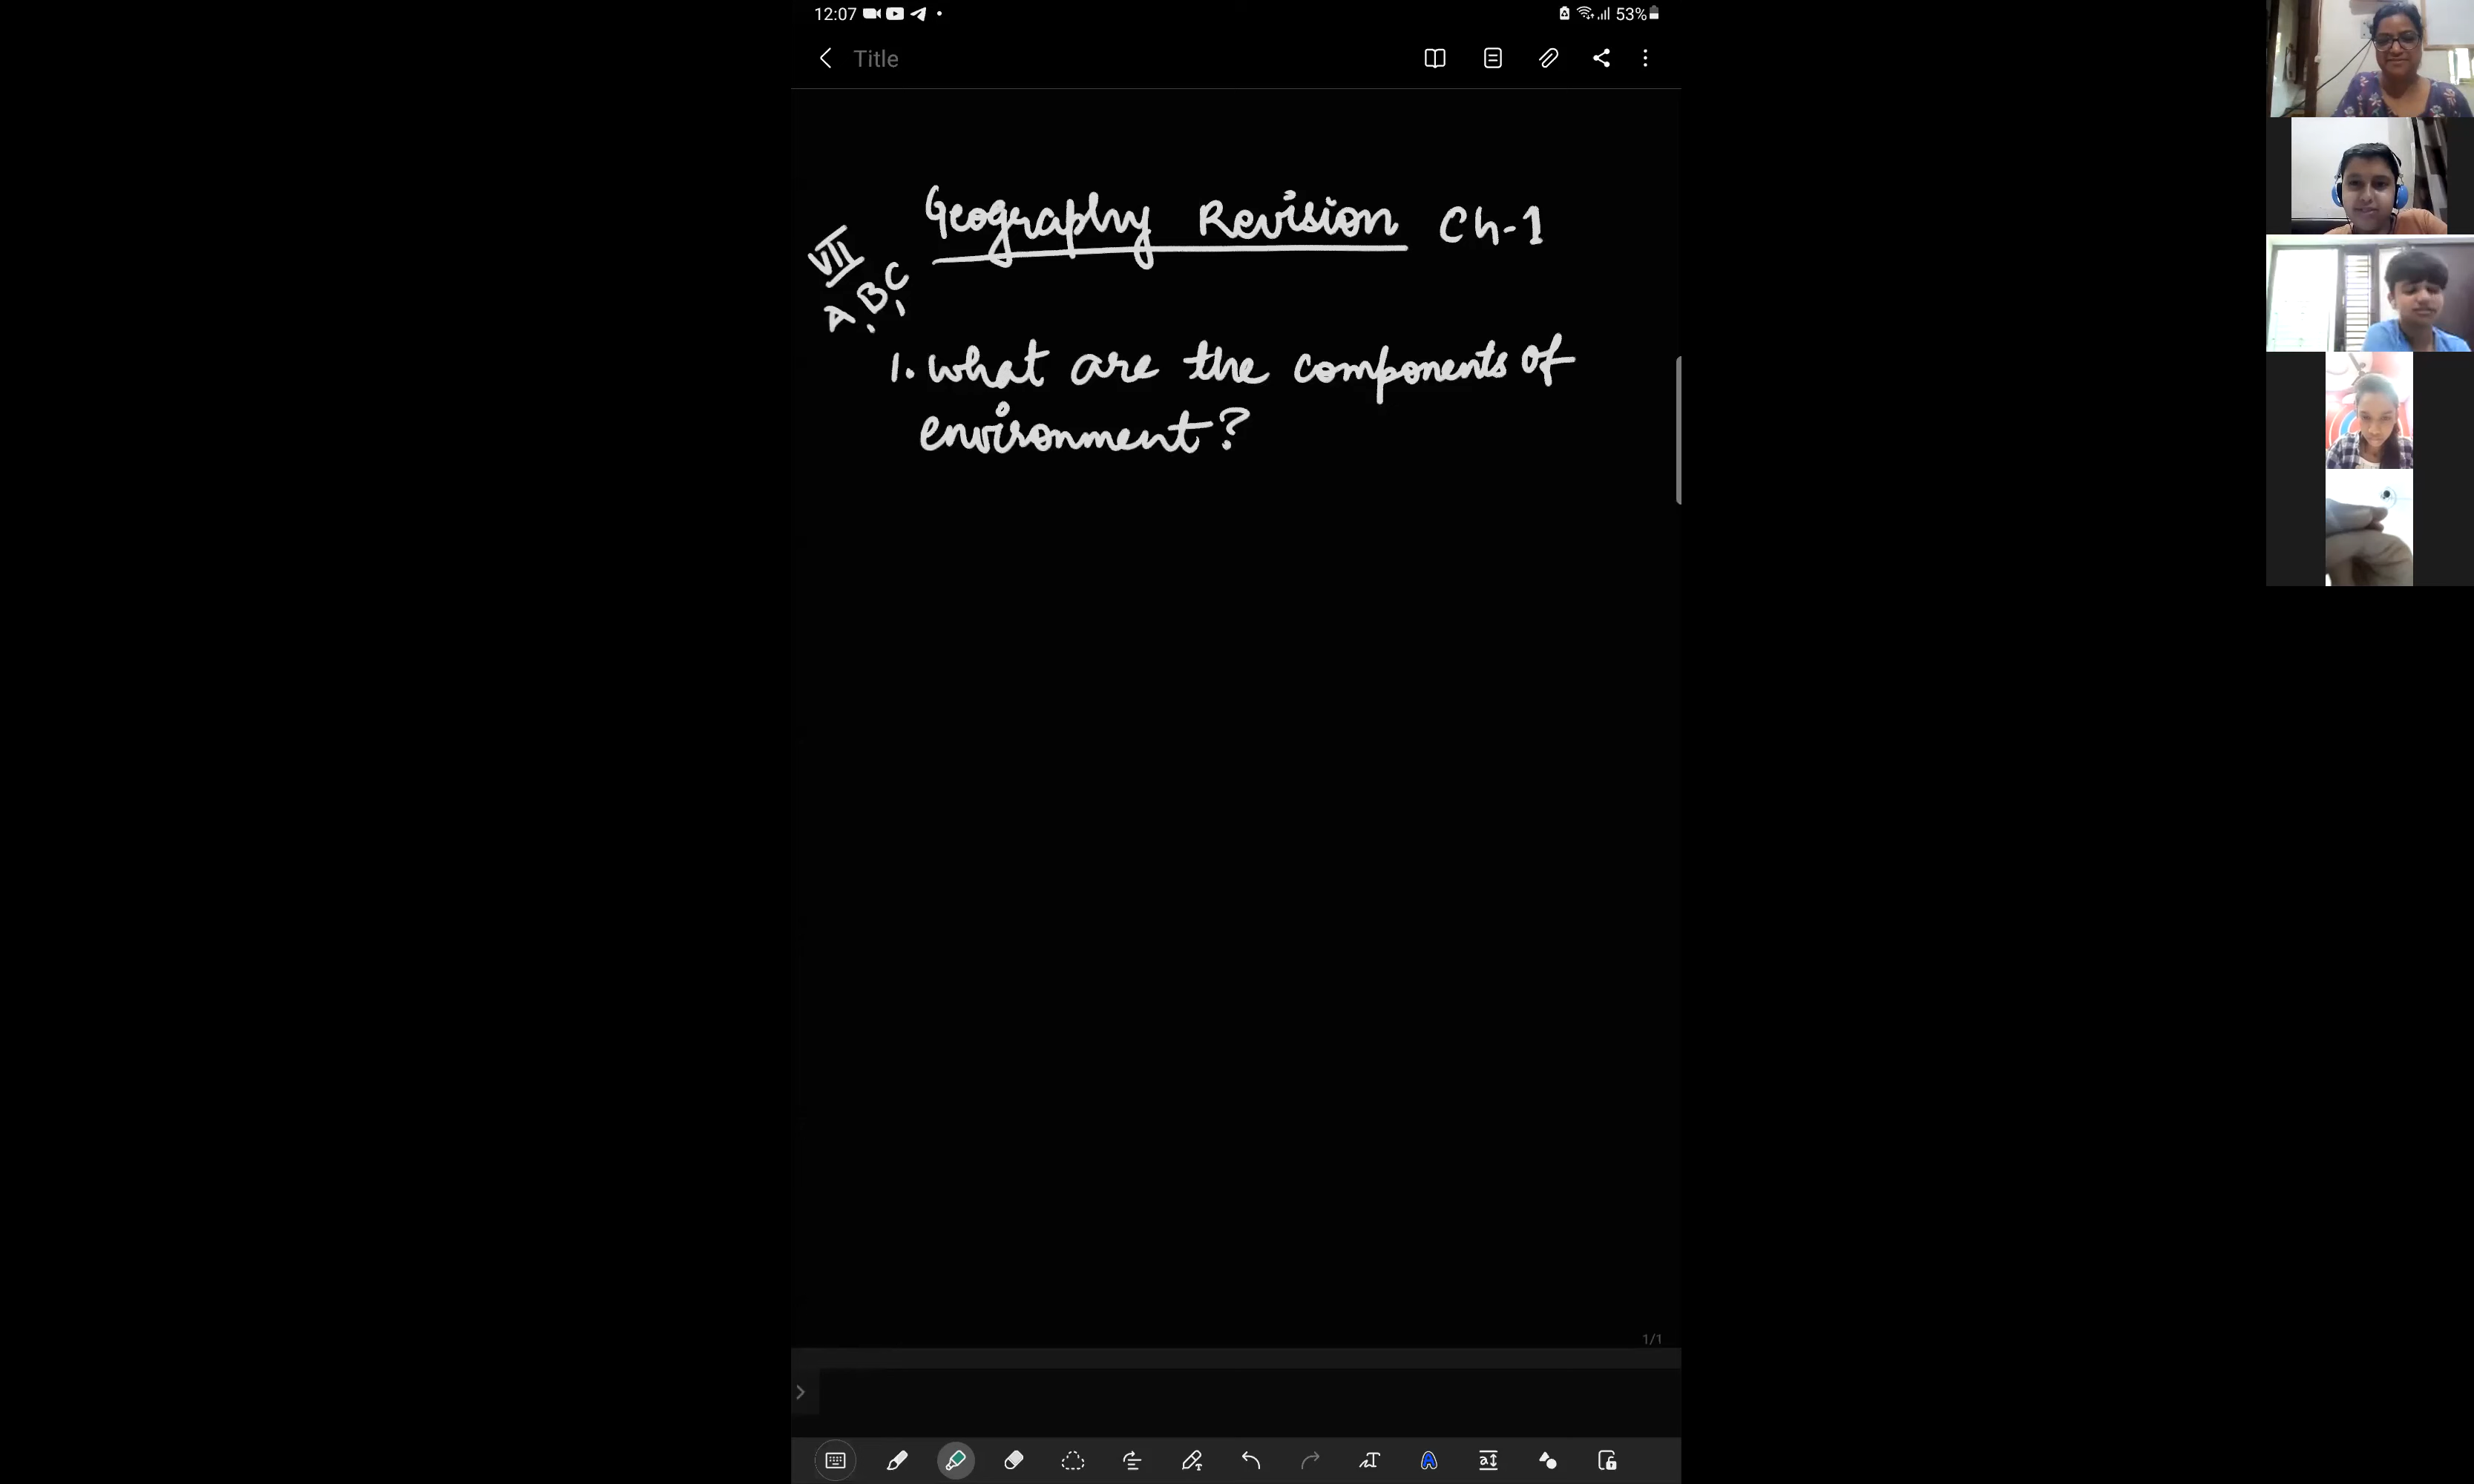 12:07
53%
Title
Geography Revision Ch-1
VII
A, B, C
1. What are the components of
environment?
1/1